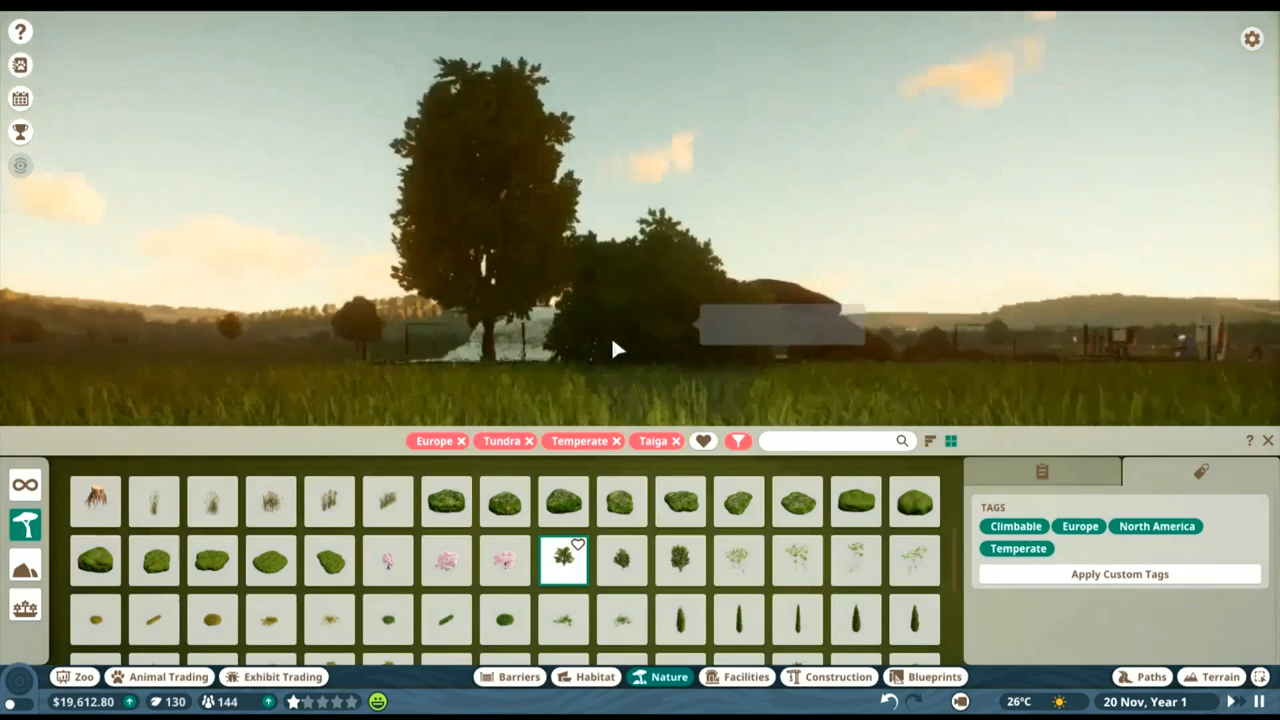 Europe Tundra Temperate Taiga
?
TAGS
Climbable Europe North America
Temperate
Apply Custom Tags
Zoo Animal Trading Exhibit Trading Barriers Habitat Nature Facilities Construction Blueprints Paths Terrain
$19,612.80 130 144 26°C 20 Nov, Year 1